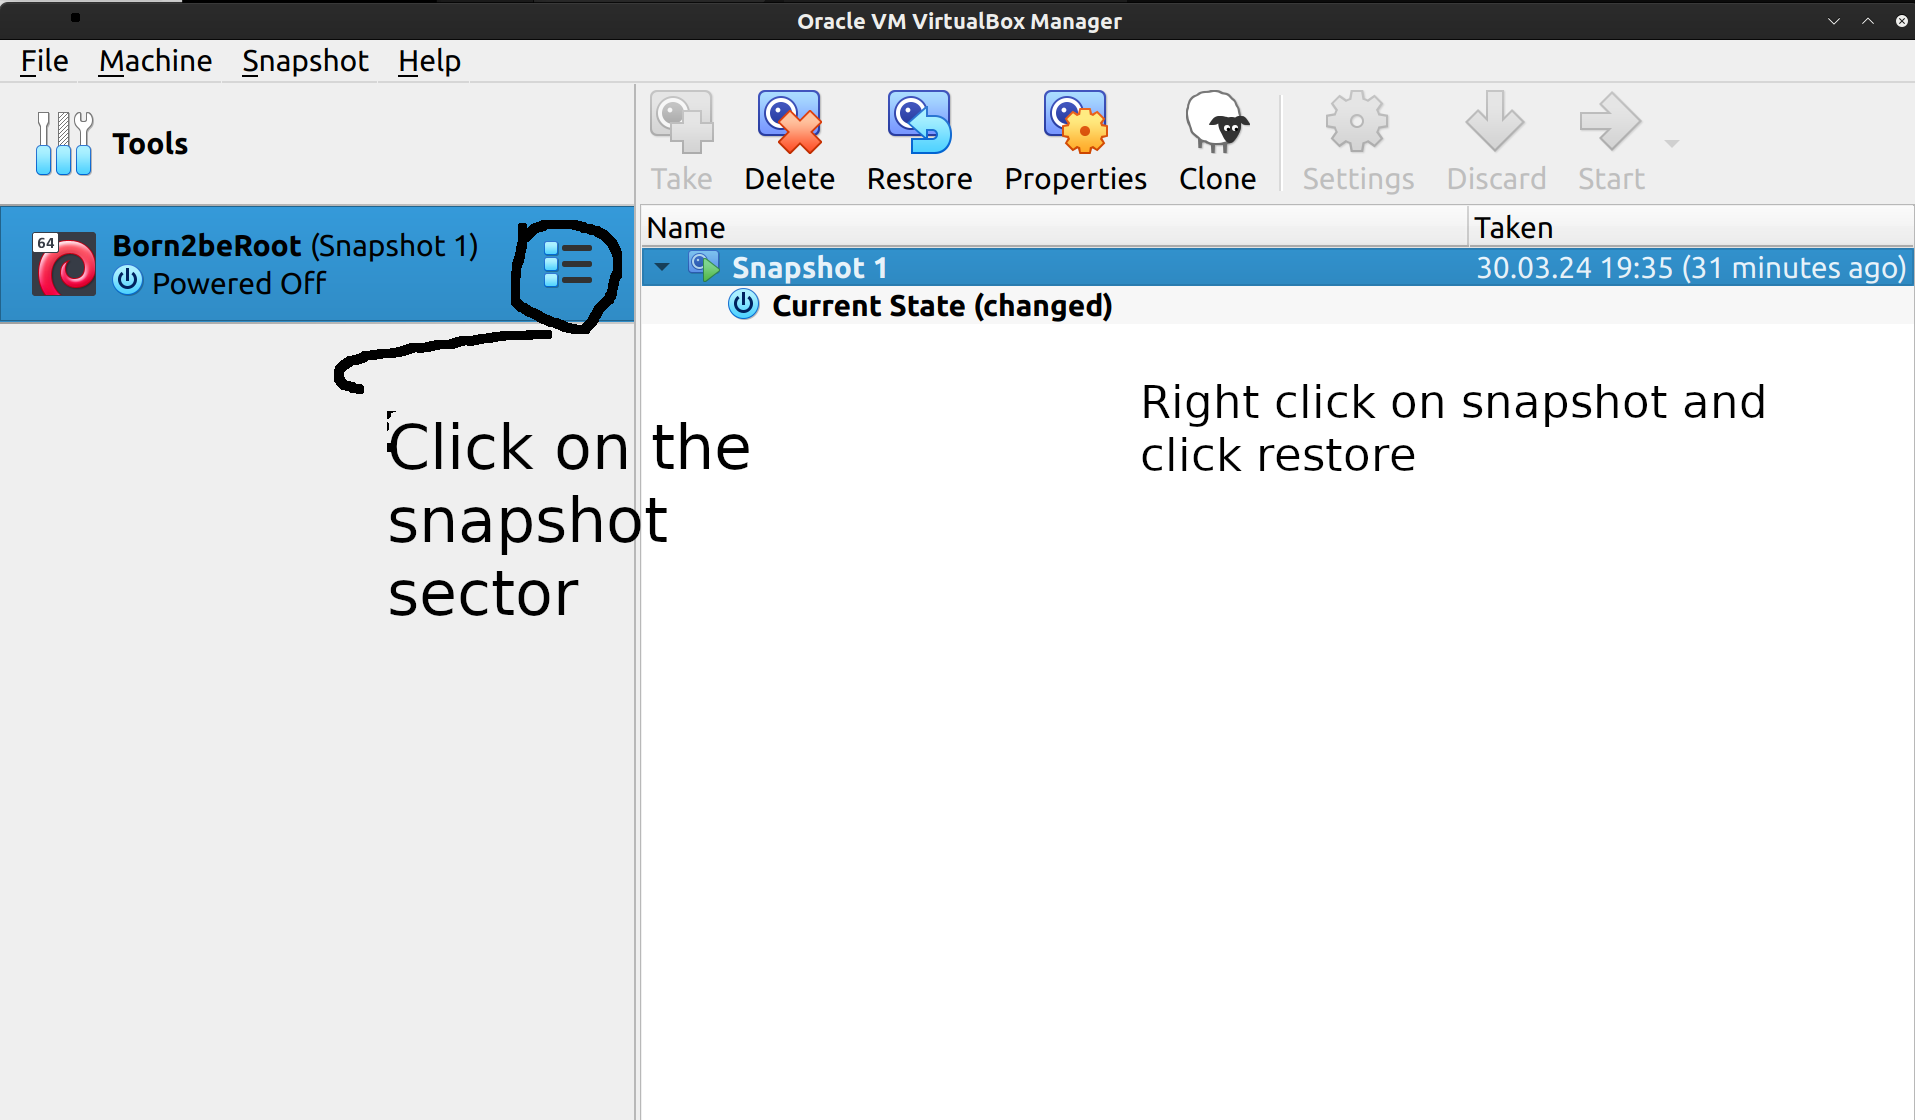 Oracle VM VirtualBox Manager
File Machine Snapshot Help
Tools
Take Delete Restore Properties Clone Settings Discard Start
64
Born2beRoot (Snapshot 1)
Powered Off
Name Taken
Snapshot 1 30.03.24 19:35 (31 minutes ago)
Current State (changed)
Click on the
snapshot
sector
Right click on snapshot and
click restore